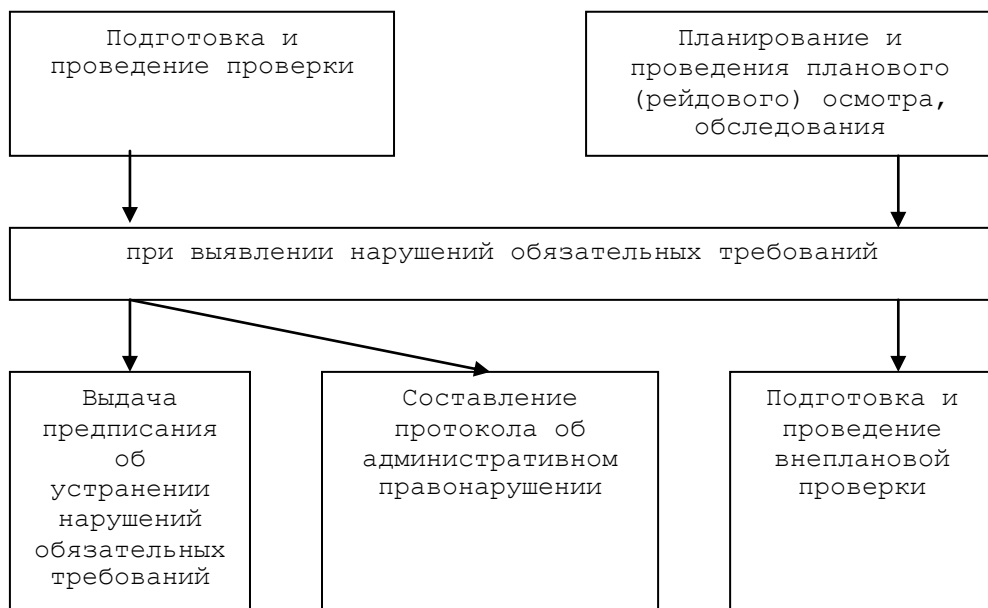 Подготовка и
проведение проверки
Планирование и
проведения планового
(рейдового) осмотра,
обследования
при выявлении нарушений обязательных требований
Выдача
предписания
об
устранении
нарушений
обязательных
требований
Составление
протокола об
административном
правонарушении
Подготовка и
проведение
внеплановой
проверки